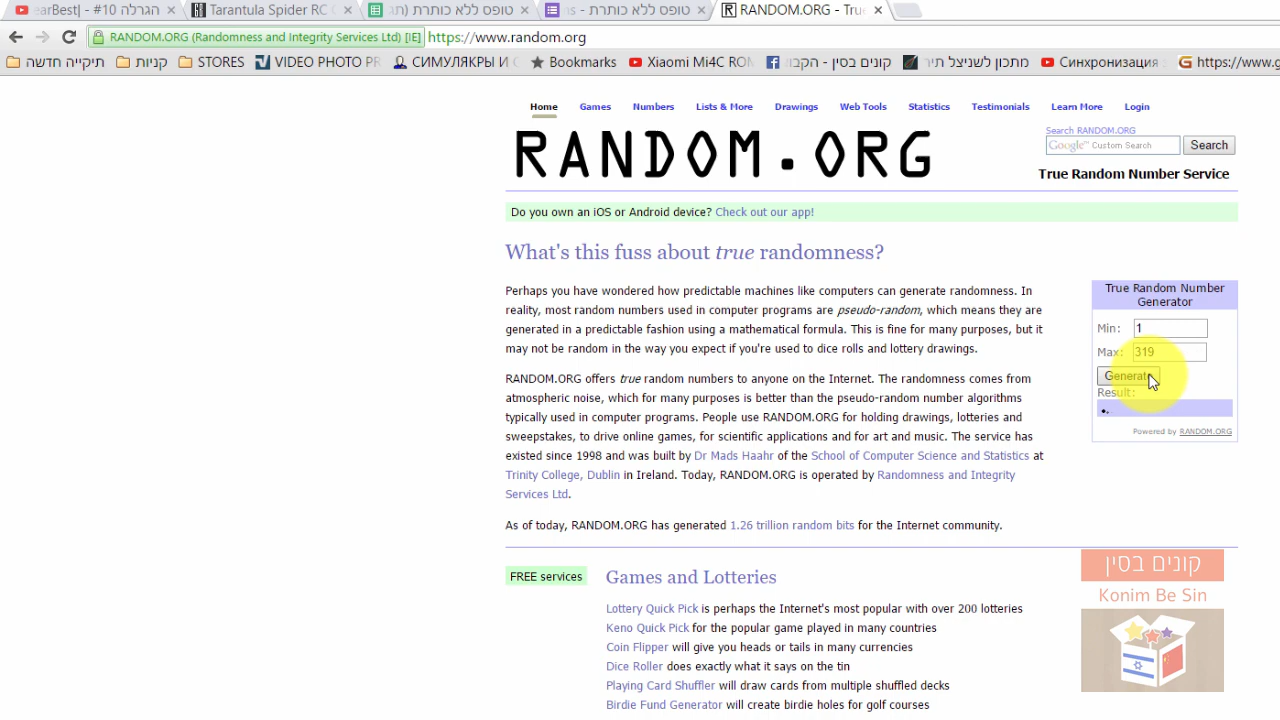 earBest| - #10 הגרלה
Tarantula Spider RC
טופס ללא כותרת (תו
טופס ללא כותרת - ns
RANDOM.ORG - True
RANDOM.ORG (Randomness and Integrity Services Ltd) [IE]
https://www.random.org
תיקייה חדשה
קניות
STORES
VIDEO PHOTO PR
СИМУЛЯКРЫ И С
Bookmarks
Xiaomi Mi4C ROM
קונים בסין - הקבו
מתכון לשניצל תיר
Синхронизация
https://www.g
Home Games Numbers Lists & More Drawings Web Tools Statistics Testimonials Learn More Login
RANDOM.ORG
Search RANDOM.ORG
Google™ Custom Search
Search
True Random Number Service
Do you own an iOS or Android device? Check out our app!
What's this fuss about true randomness?
Perhaps you have wondered how predictable machines like computers can generate randomness. In
reality, most random numbers used in computer programs are pseudo-random, which means they are
generated in a predictable fashion using a mathematical formula. This is fine for many purposes, but it
may not be random in the way you expect if you're used to dice rolls and lottery drawings.
RANDOM.ORG offers true random numbers to anyone on the Internet. The randomness comes from
atmospheric noise, which for many purposes is better than the pseudo-random number algorithms
typically used in computer programs. People use RANDOM.ORG for holding drawings, lotteries and
sweepstakes, to drive online games, for scientific applications and for art and music. The service has
existed since 1998 and was built by Dr Mads Haahr of the School of Computer Science and Statistics at
Trinity College, Dublin in Ireland. Today, RANDOM.ORG is operated by Randomness and Integrity
Services Ltd.
As of today, RANDOM.ORG has generated 1.26 trillion random bits for the Internet community.
True Random Number
Generator
Min: 1
Max: 319
Generate
Result:
Powered by RANDOM.ORG
FREE services
Games and Lotteries
Lottery Quick Pick is perhaps the Internet's most popular with over 200 lotteries
Keno Quick Pick for the popular game played in many countries
Coin Flipper will give you heads or tails in many currencies
Dice Roller does exactly what it says on the tin
Playing Card Shuffler will draw cards from multiple shuffled decks
Birdie Fund Generator will create birdie holes for golf courses
קונים בסין
Konim Be Sin